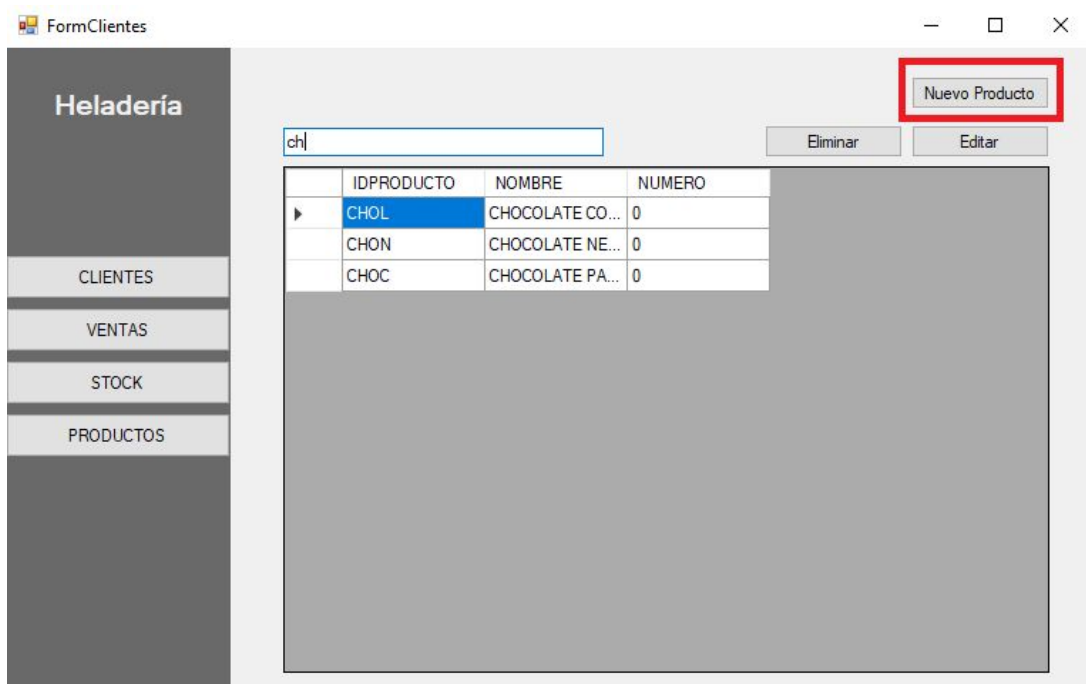 FormClientes
Heladería
Nuevo Producto
ch
Eliminar
Editar
IDPRODUCTO NOMBRE NUMERO
CHOL CHOCOLATE CO... 0
CHON CHOCOLATE NE... 0
CHOC CHOCOLATE PA... 0
CLIENTES
VENTAS
STOCK
PRODUCTOS